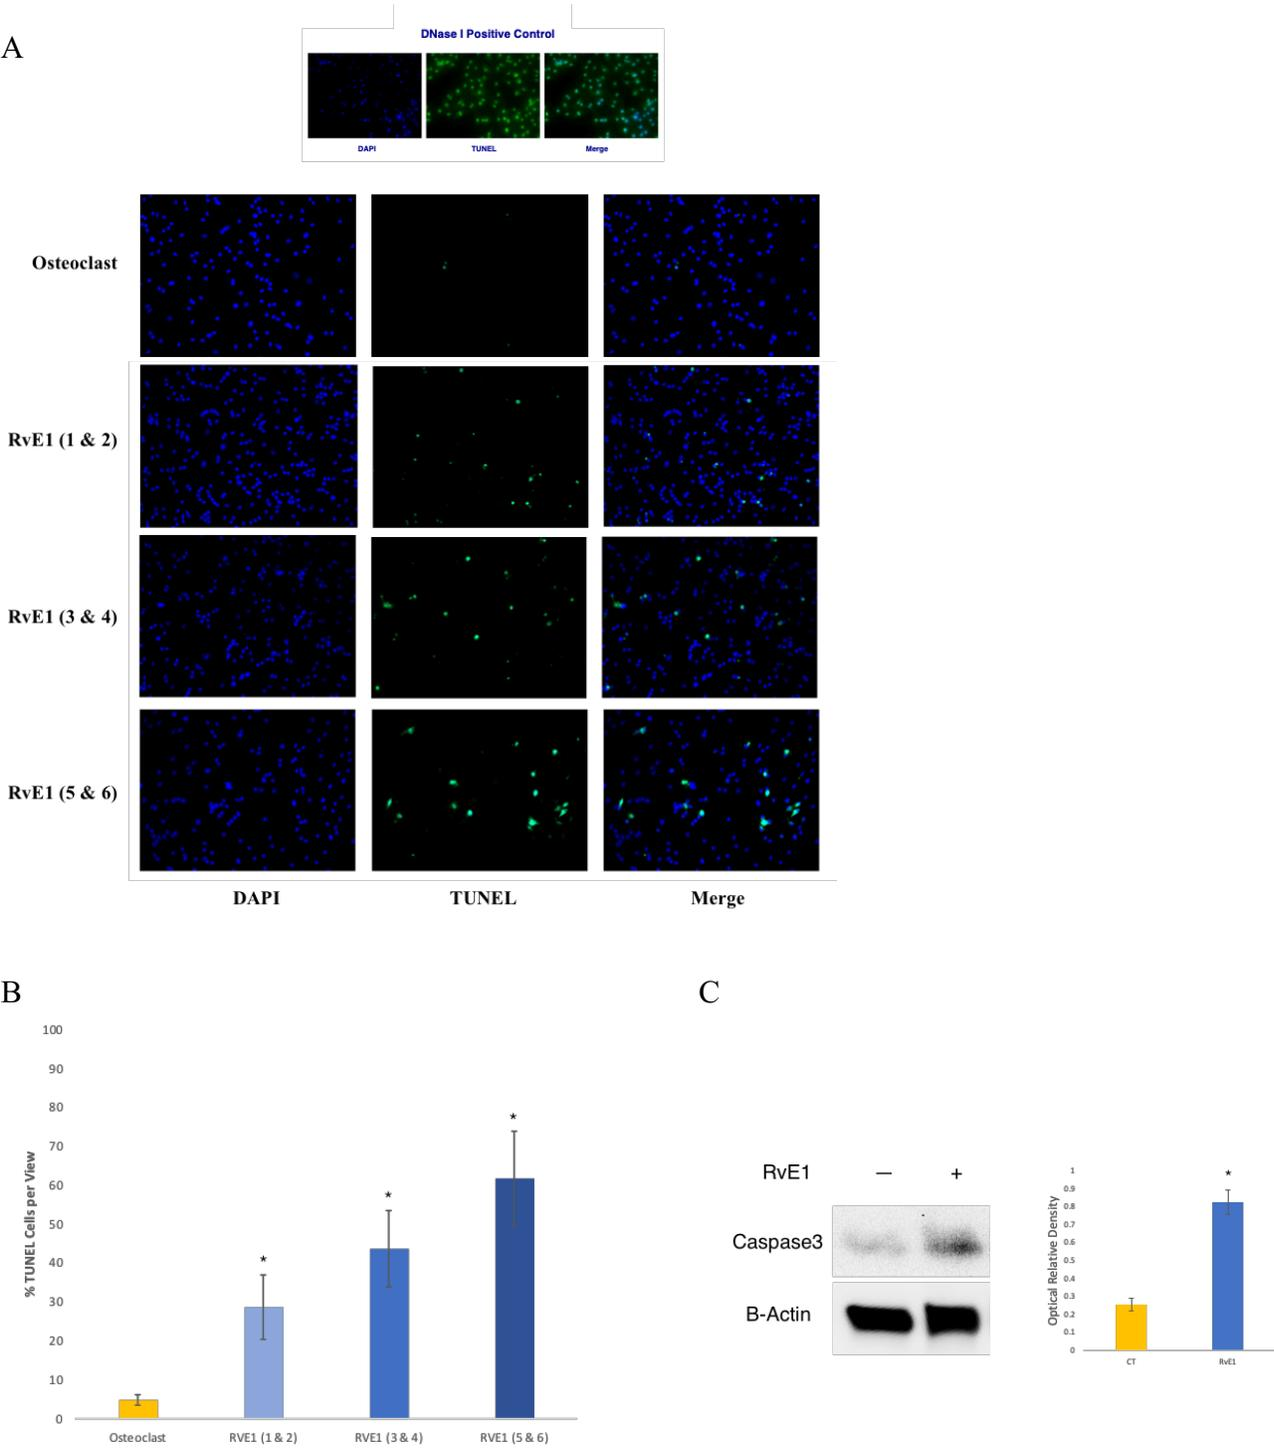 A
DNase I Positive Control
DAPI TUNEL Merge
Osteoclast
RvE1 (1 & 2)
RvE1 (3 & 4)
RvE1 (5 & 6)
DAPI TUNEL Merge
B
% TUNEL Cells per View
100
90
80
70
60
50
40
30
20
10
0
*
*
*
Osteoclast RVE1 (1 & 2) RVE1 (3 & 4) RVE1 (5 & 6)
C
RvE1 — +
Caspase3
B-Actin
Optical Relative Density
1
0.9
0.8
0.7
0.6
0.5
0.4
0.3
0.2
0.1
0
*
CT RvE1